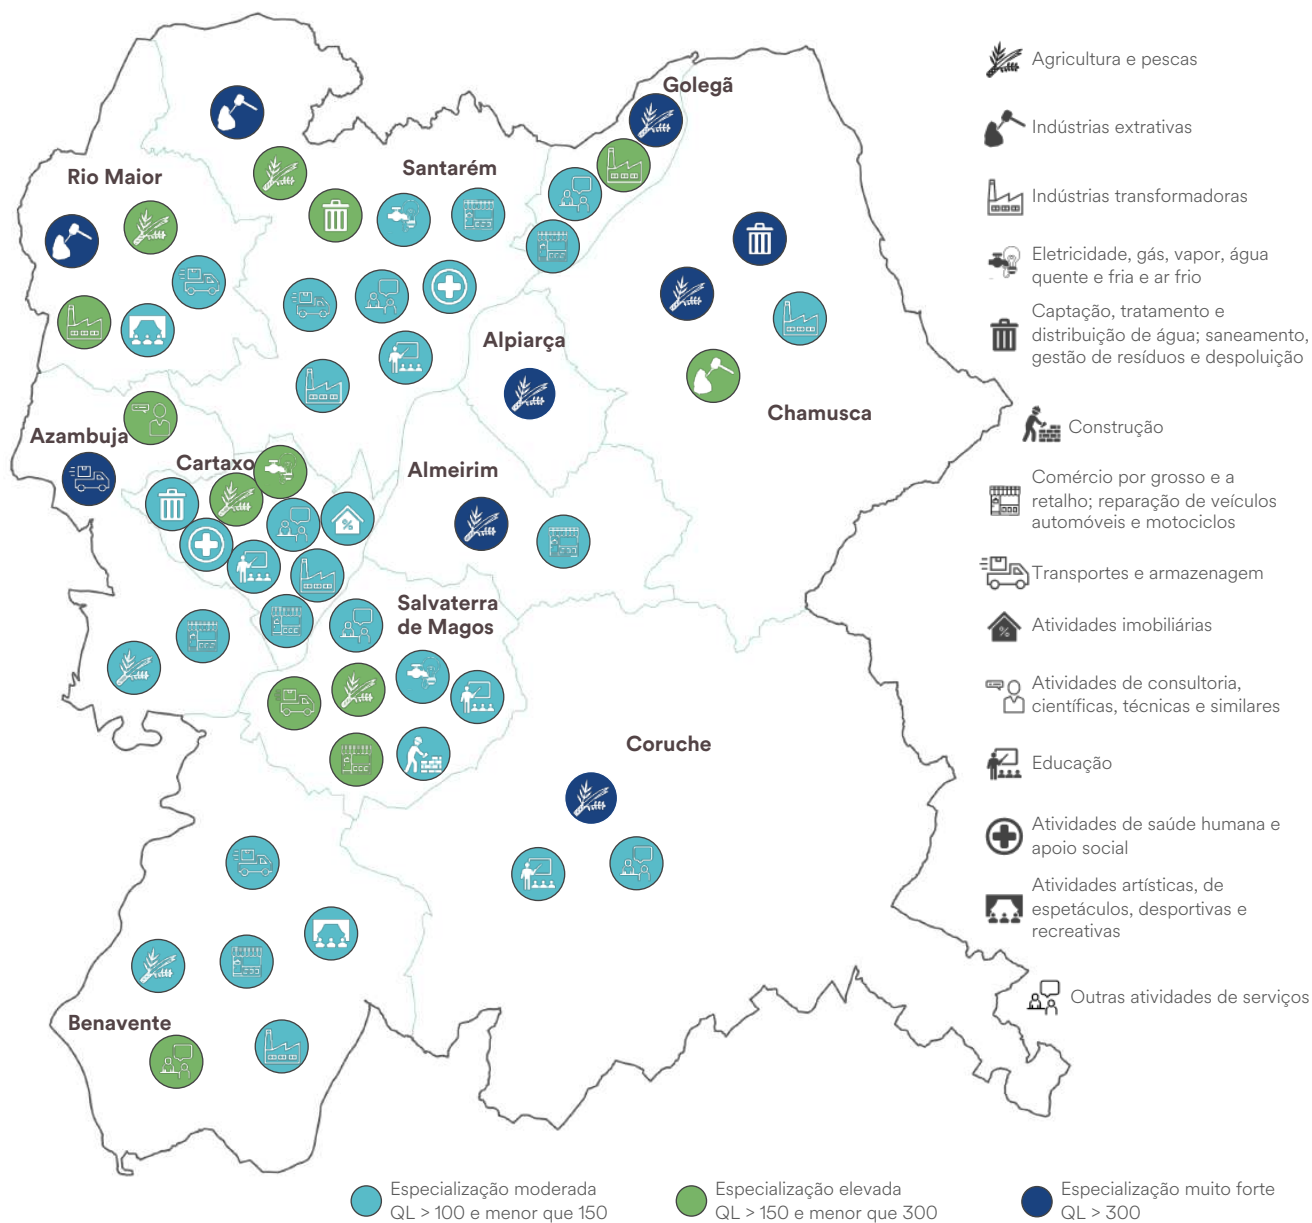 Golegã
Rio Maior
Santarém
Alpiarça
Chamusca
Azambuja
Cartaxo
Almeirim
Salvaterra
de Magos
Coruche
Benavente
Agricultura e pescas
Indústrias extrativas
Indústrias transformadoras
Eletricidade, gás, vapor, água
quente e fria e ar frio
Captação, tratamento e
distribuição de água; saneamento,
gestão de resíduos e despoluição
Construção
Comércio por grosso e a
retalho; reparação de veículos
automóveis e motociclos
Transportes e armazenagem
Atividades imobiliárias
Atividades de consultoria,
científicas, técnicas e similares
Educação
Atividades de saúde humana e
apoio social
Atividades artísticas, de
espetáculos, desportivas e
recreativas
Outras atividades de serviços
Especialização moderada
QL > 100 e menor que 150
Especialização elevada
QL > 150 e menor que 300
Especialização muito forte
QL > 300